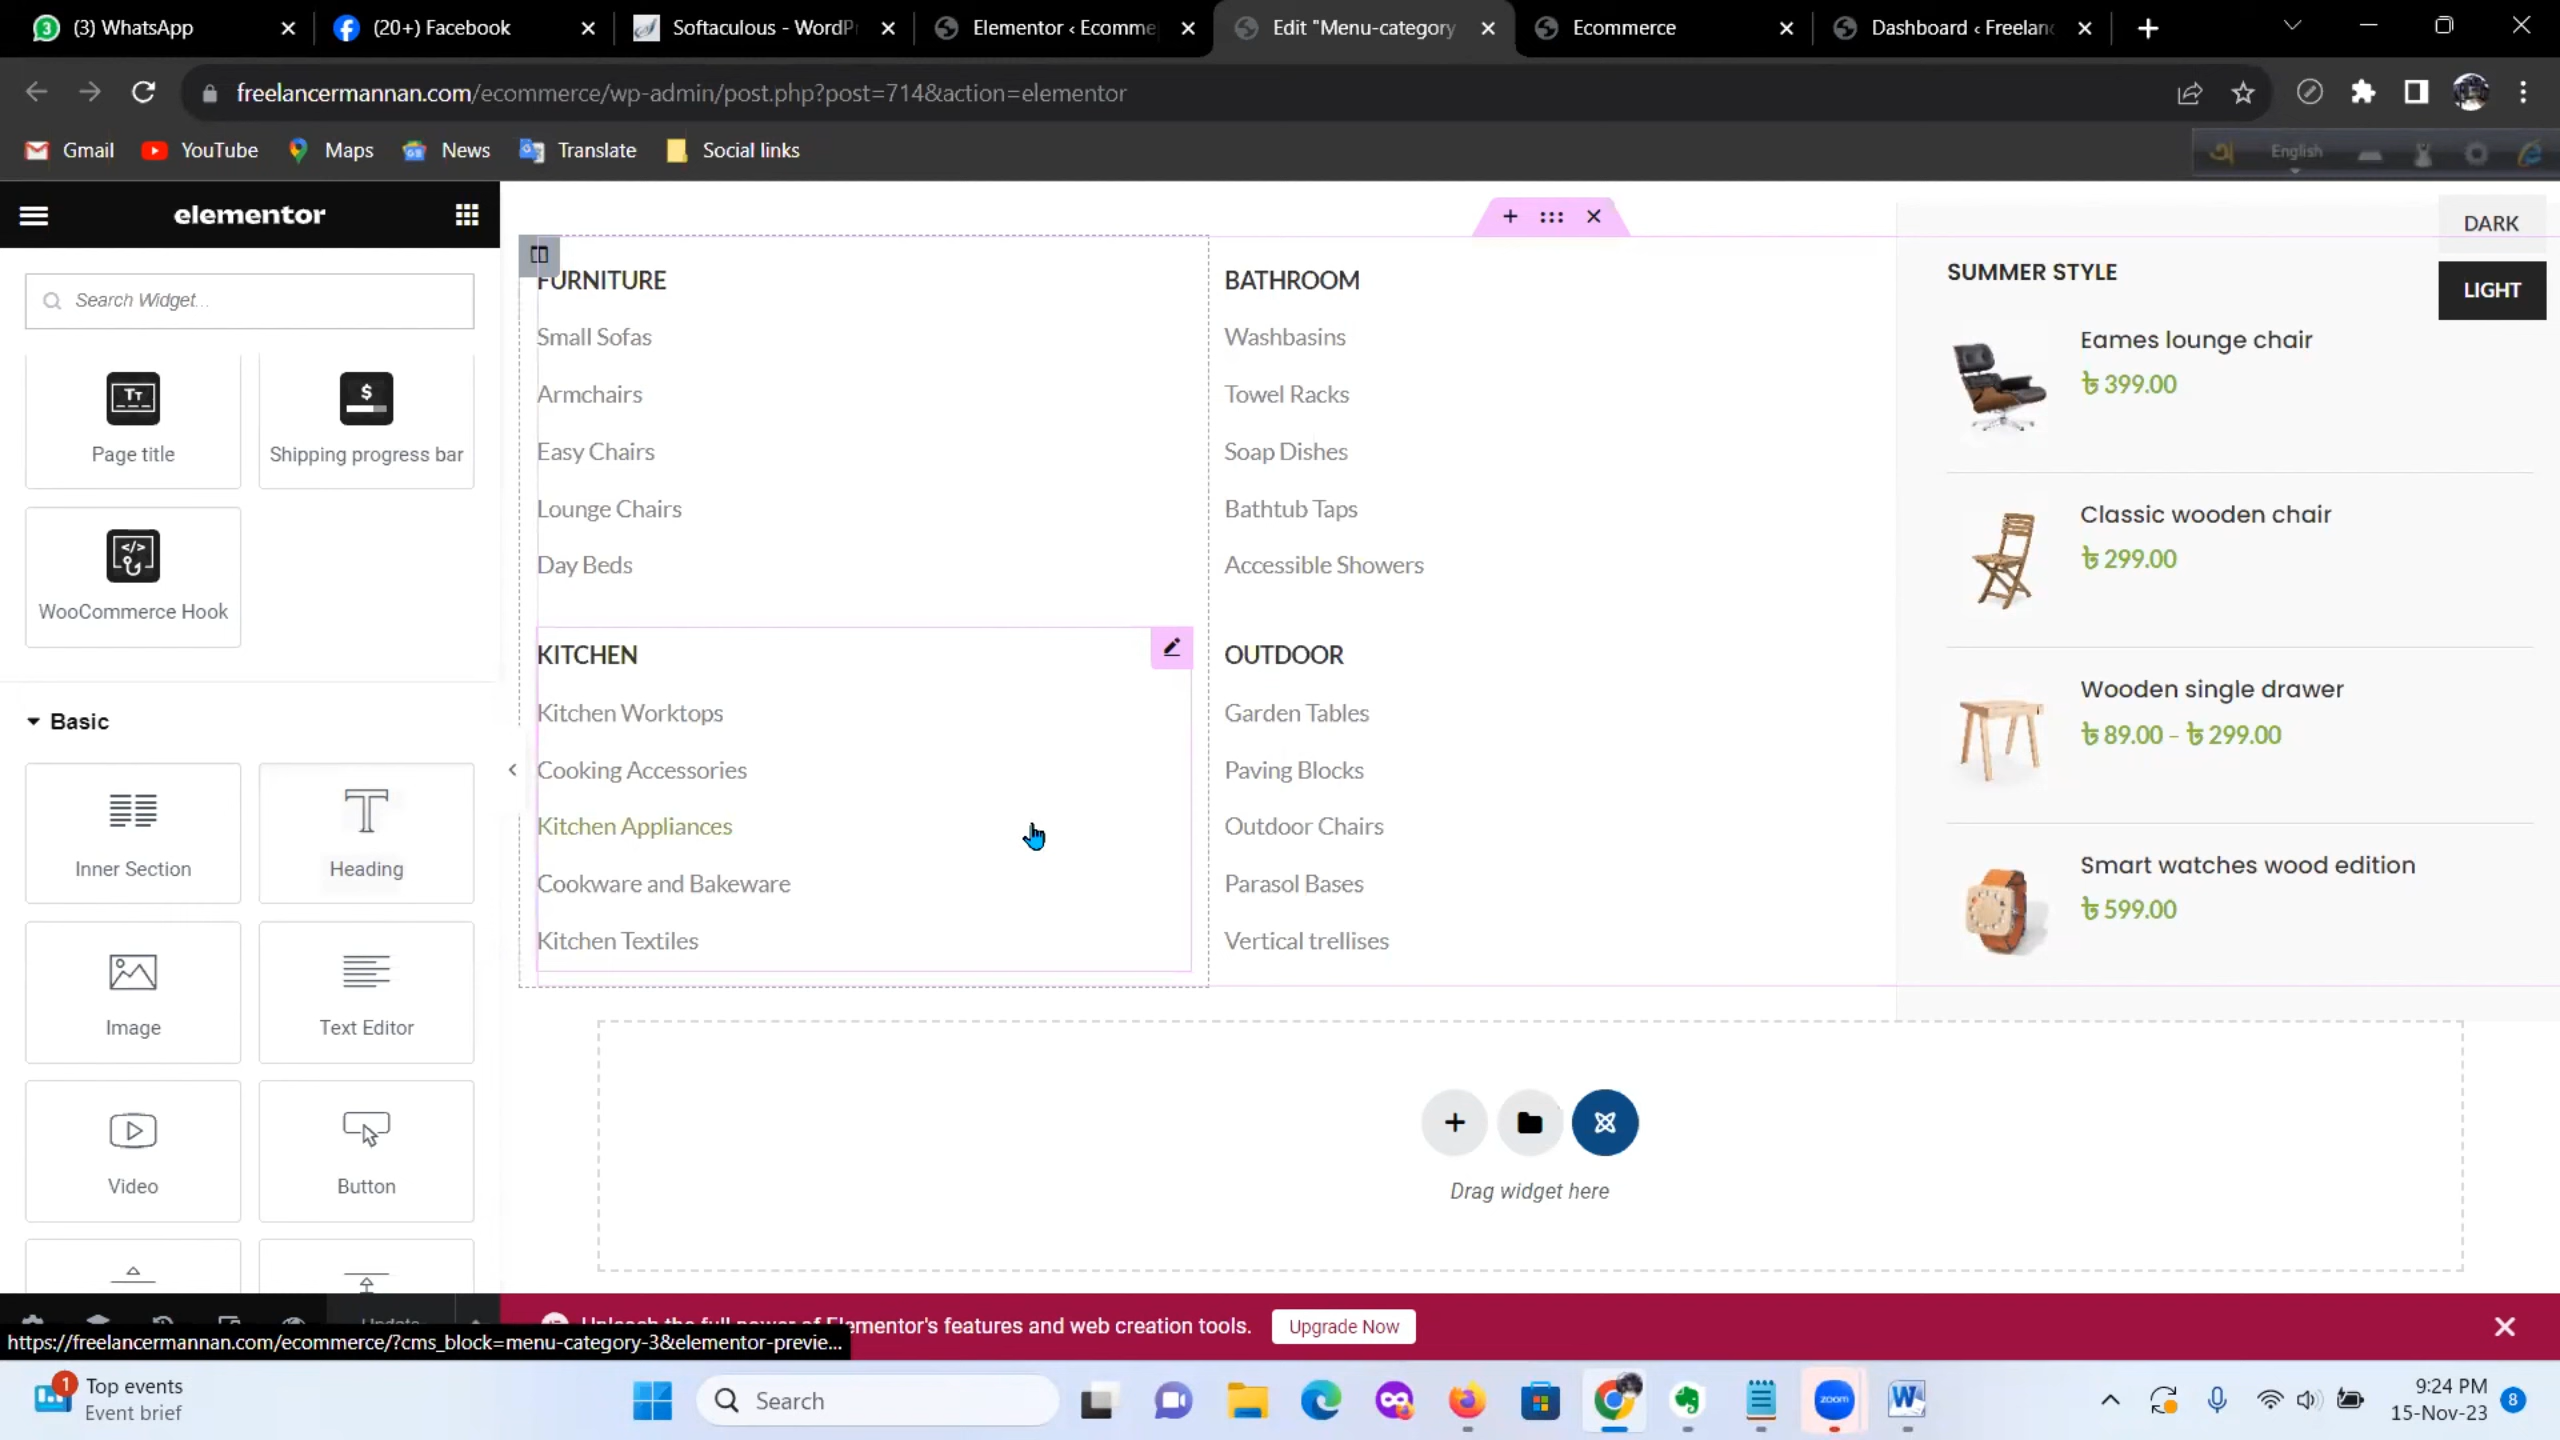 (3) WhatsApp
(20+) Facebook
Softaculous - WordP
Elementor ‹ Ecomme
Edit "Menu-category
Ecommerce
Dashboard ‹ Freelanc
freelancermannan.com/ecommerce/wp-admin/post.php?post=714&action=elementor
Gmail
YouTube
Maps
News
Translate
Social links
English
elementor
Search Widget...
Page title
Shipping progress bar
WooCommerce Hook
Basic
Inner Section
Heading
Image
Text Editor
Video
Button
FURNITURE
Small Sofas
Armchairs
Easy Chairs
Lounge Chairs
Day Beds
KITCHEN
Kitchen Worktops
Cooking Accessories
Kitchen Appliances
Cookware and Bakeware
Kitchen Textiles
BATHROOM
Washbasins
Towel Racks
Soap Dishes
Bathtub Taps
Accessible Showers
OUTDOOR
Garden Tables
Paving Blocks
Outdoor Chairs
Parasol Bases
Vertical trellises
DARK
LIGHT
SUMMER STYLE
Eames lounge chair
৳ 399.00
Classic wooden chair
৳ 299.00
Wooden single drawer
৳ 89.00 – ৳ 299.00
Smart watches wood edition
৳ 599.00
Drag widget here
Elementor's features and web creation tools.
Upgrade Now
https://freelancermannan.com/ecommerce/?cms_block=menu-category-3&elementor-previe...
1
Top events
Event brief
Search
zoom
9:24 PM
15-Nov-23
8